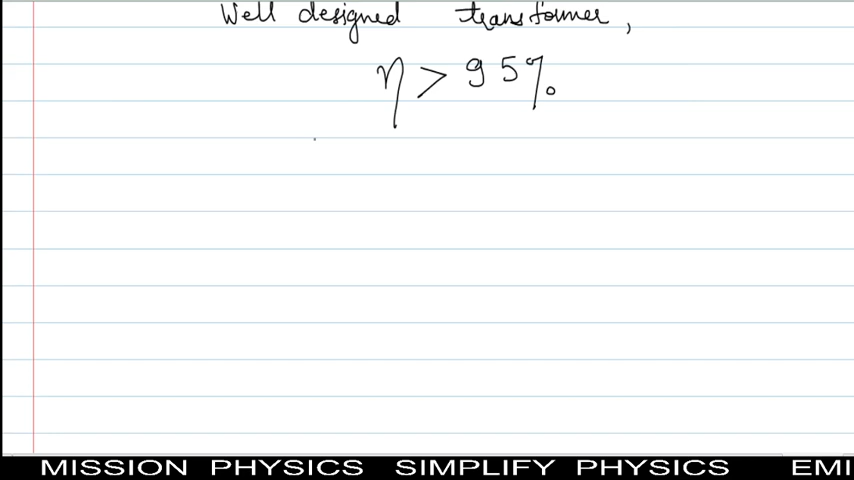 Well designed transformer,
η > 95%
MISSION PHYSICS SIMPLIFY PHYSICS EMI